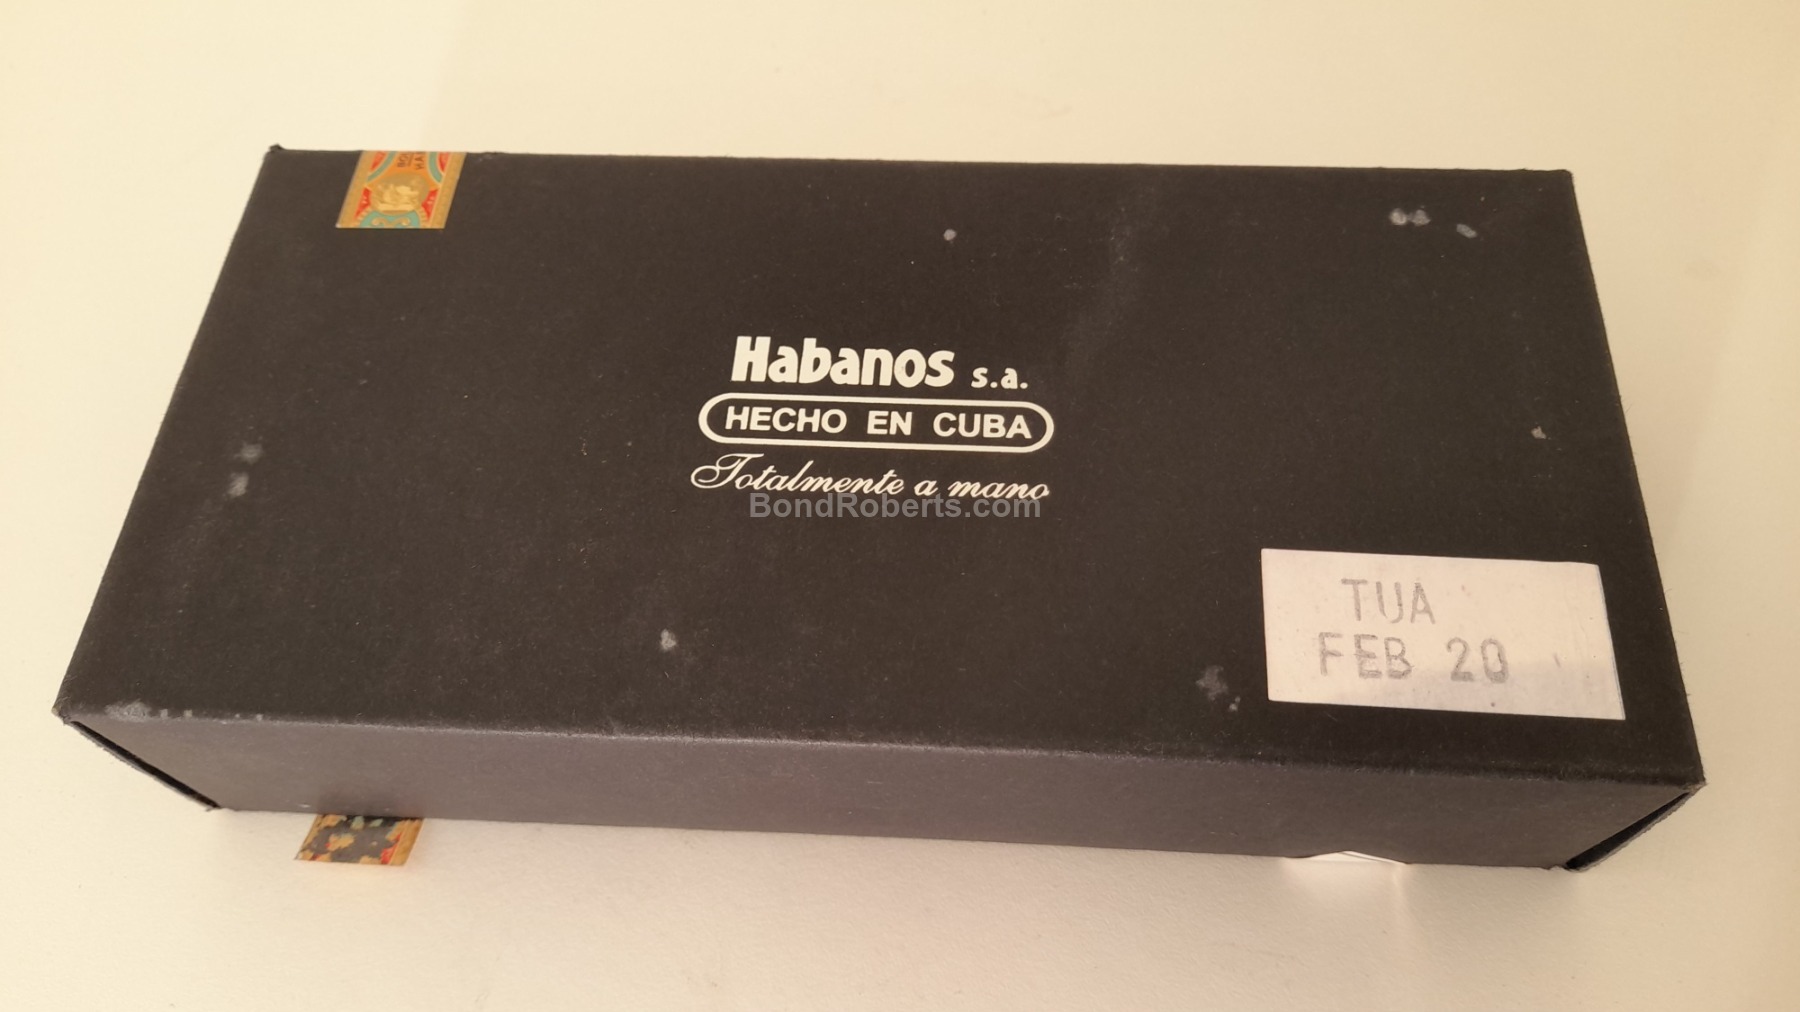 Habanos s.a.
HECHO EN CUBA
Totalmente a mano
BondRoberts.com
TUA
FEB 20